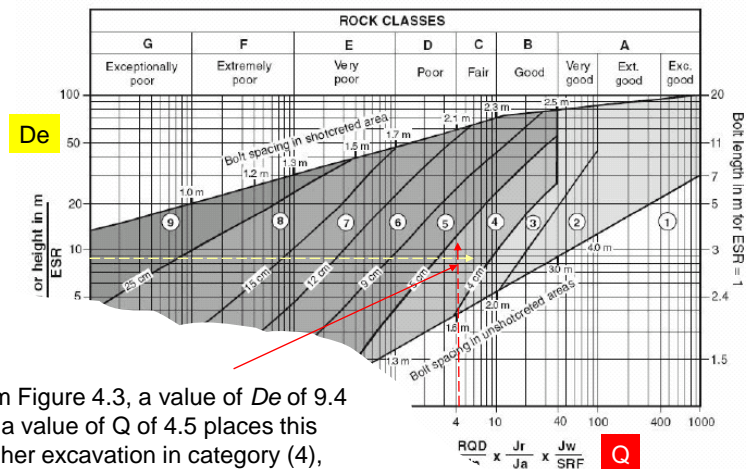 ROCK CLASSES
G F E D C B A
Exceptionally poor Extremely poor Very poor Poor Fair Good Very good Ext. good Exc. good
De
100
50
20
10
5
or height in m
ESR
Bolt spacing in shotcreted area
1.0 m
1.2 m
1.3 m
1.5 m
1.7 m
2.1 m
2.3 m
2.5 m
9 8 7 6 5 4 3 2 1
25 cm
15 cm
12 cm
9 cm
5 cm
4 cm
4.0 m
3.0 m
2.0 m
1.6 m
1.3 m
Bolt spacing in unshotcreted areas
20
11
7
5
3
2.4
1.5
Bolt length in m for ESR = 1
4 10 40 100 400 1000
RQD x Jr x Jw
Ja SRF
Q
Figure 4.3, a value of De of 9.4
a value of Q of 4.5 places this
her excavation in category (4),